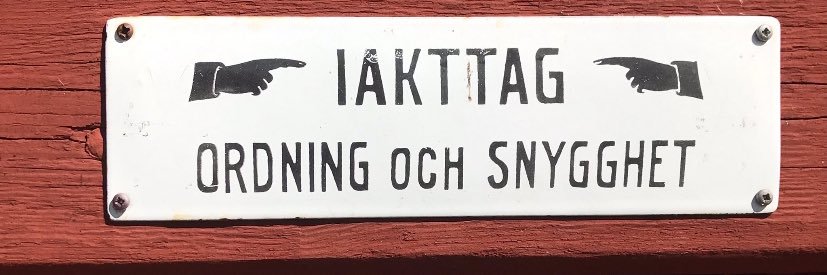 IAKTTAG
ORDNING OCH SNYGGHET